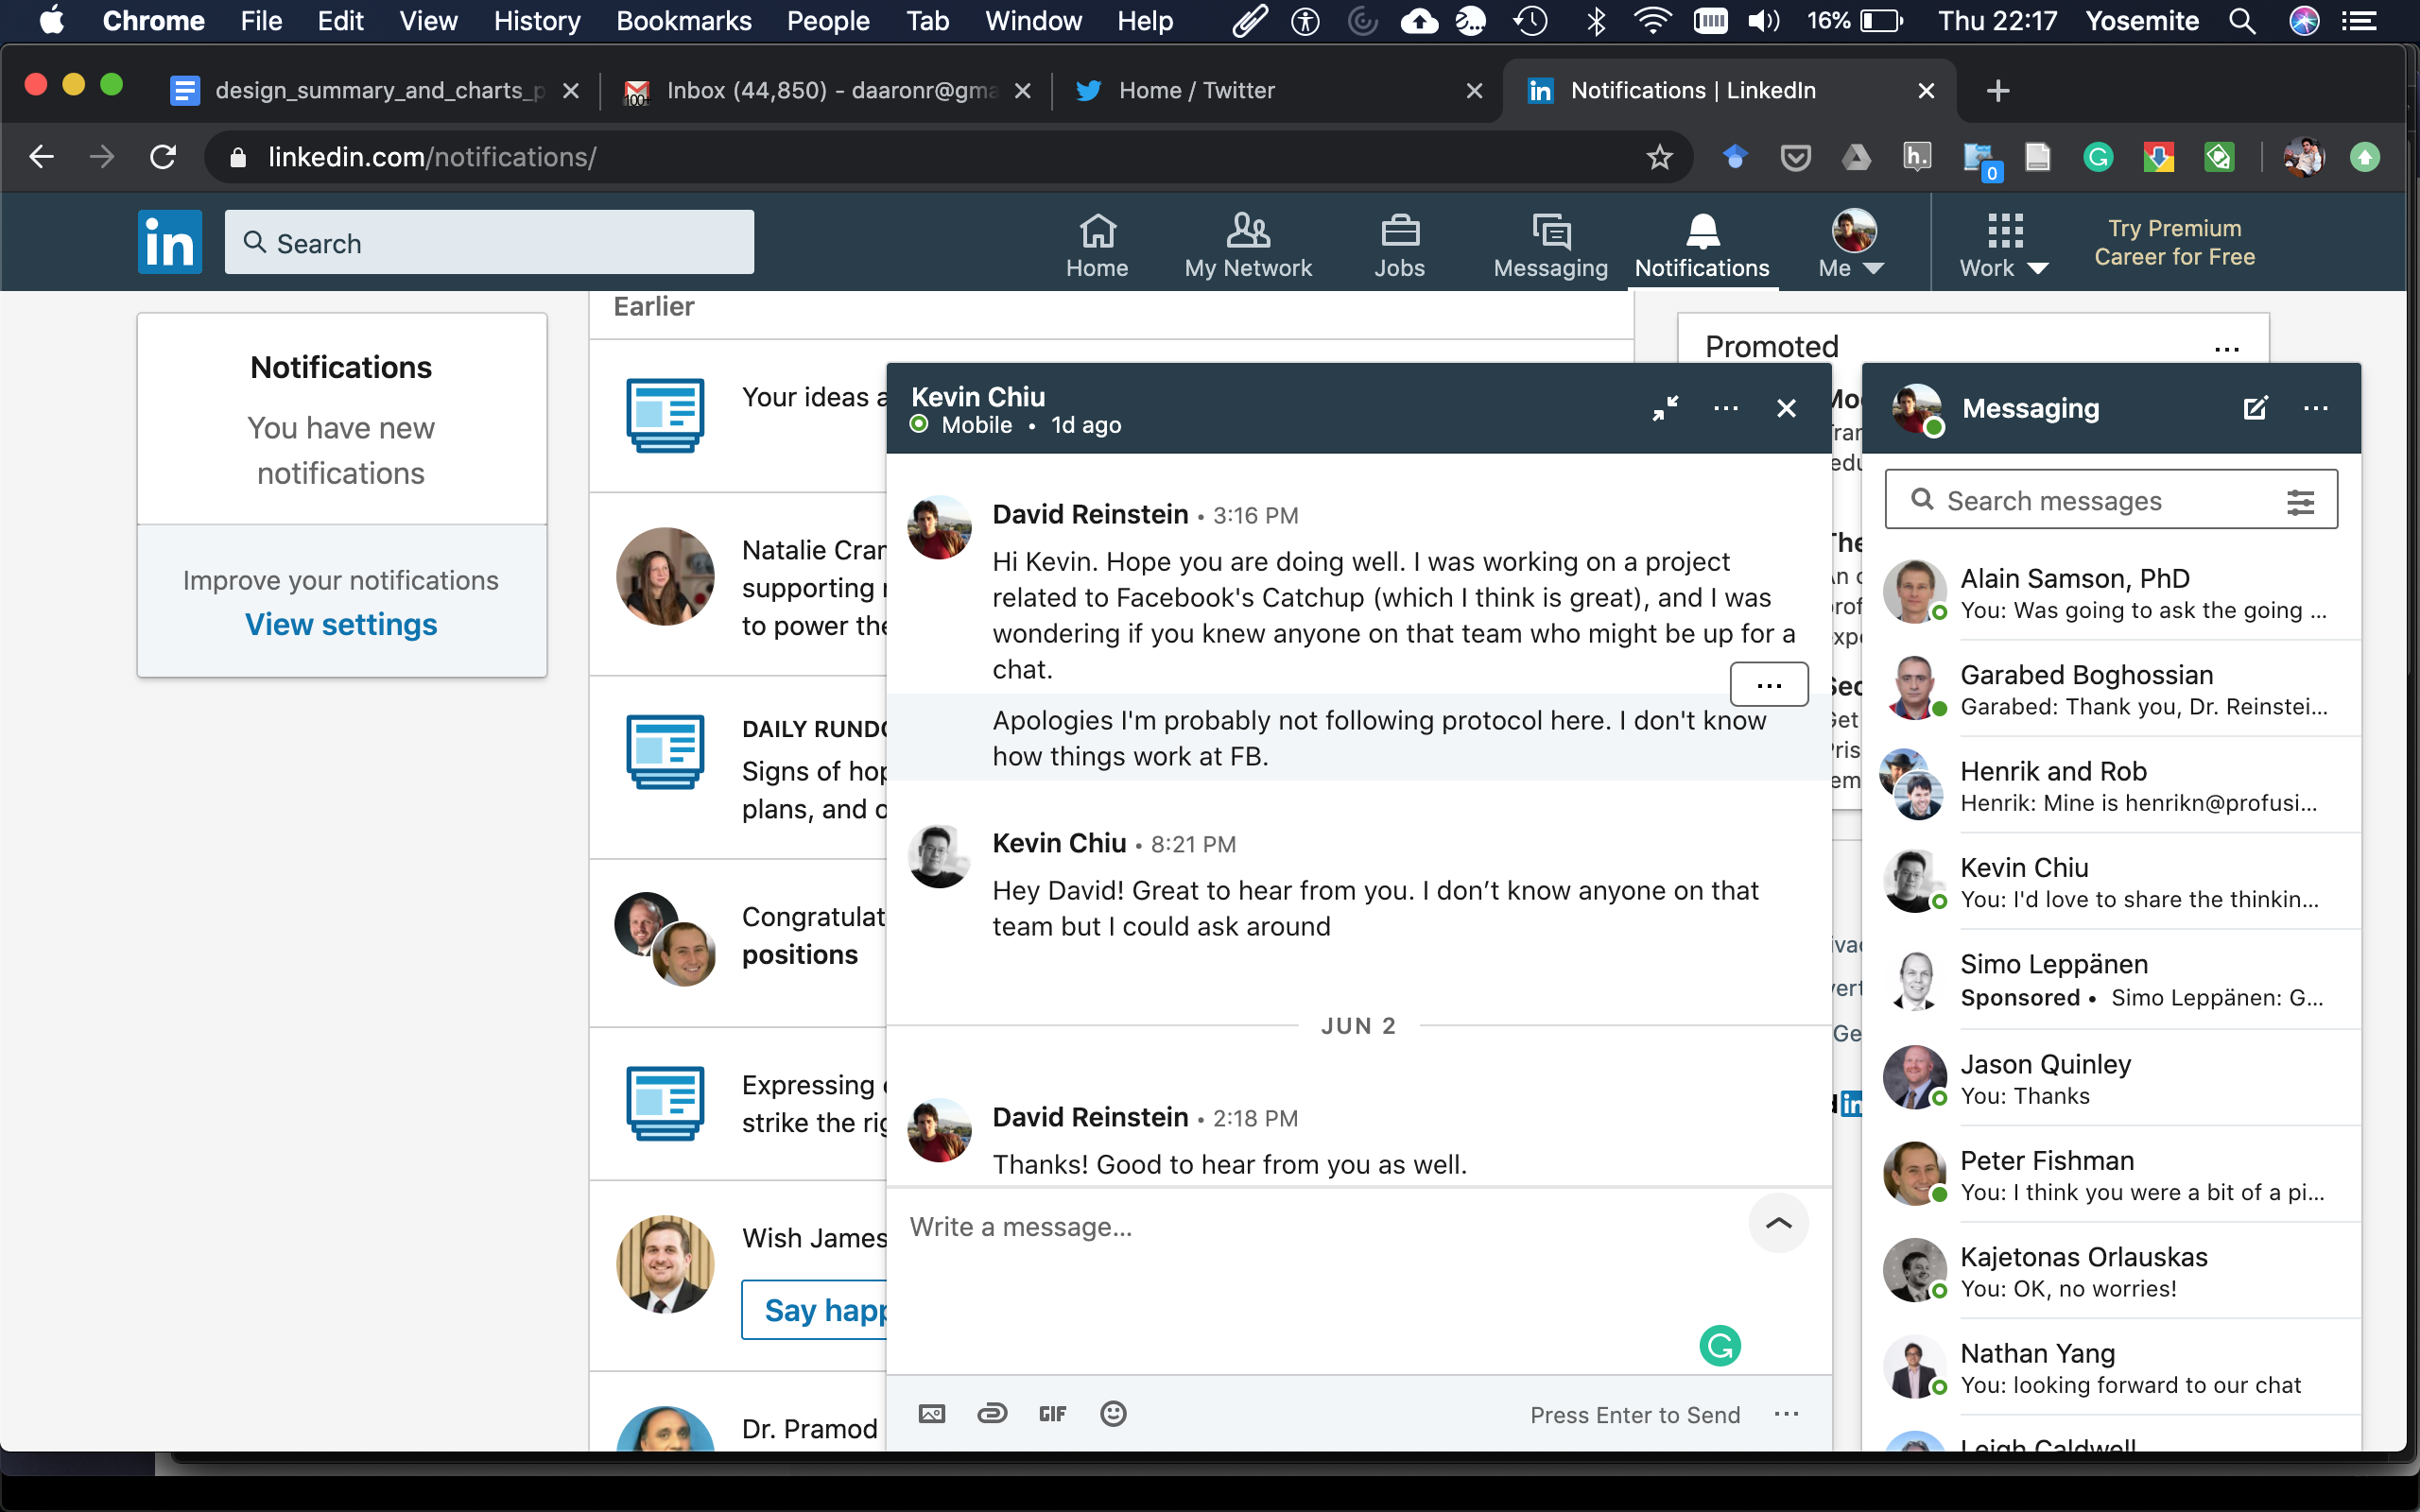 Chrome File Edit View History Bookmarks People Tab Window Help 16% Thu 22:17 Yosemite
design_summary_and_charts_p
Inbox (44,850) - daaronr@gma
Home / Twitter
Notifications | LinkedIn
linkedin.com/notifications/
0
in
Search
Home
My Network
Jobs
Messaging
Notifications
Me
Work
Try Premium
Career for Free
Notifications
You have new
notifications
Improve your notifications
View settings
Earlier
Your ideas a
Natalie Cran
supporting
to power the
DAILY RUND
Signs of hop
plans, and o
Congratulat
positions
Expressing
strike the rig
Wish James
Say happ
Dr. Pramod
Promoted
Kevin Chiu
Mobile • 1d ago
David Reinstein • 3:16 PM
Hi Kevin. Hope you are doing well. I was working on a project
related to Facebook's Catchup (which I think is great), and I was
wondering if you knew anyone on that team who might be up for a
chat.
Apologies I'm probably not following protocol here. I don't know
how things work at FB.
Kevin Chiu • 8:21 PM
Hey David! Great to hear from you. I don’t know anyone on that
team but I could ask around
JUN 2
David Reinstein • 2:18 PM
Thanks! Good to hear from you as well.
Write a message...
GIF
Press Enter to Send
Messaging
Search messages
Alain Samson, PhD
You: Was going to ask the going ...
Garabed Boghossian
Garabed: Thank you, Dr. Reinstei...
Henrik and Rob
Henrik: Mine is henrikn@profusi...
Kevin Chiu
You: I'd love to share the thinkin...
Simo Leppänen
Sponsored • Simo Leppänen: G...
Jason Quinley
You: Thanks
Peter Fishman
You: I think you were a bit of a pi...
Kajetonas Orlauskas
You: OK, no worries!
Nathan Yang
You: looking forward to our chat
Leigh Caldwell